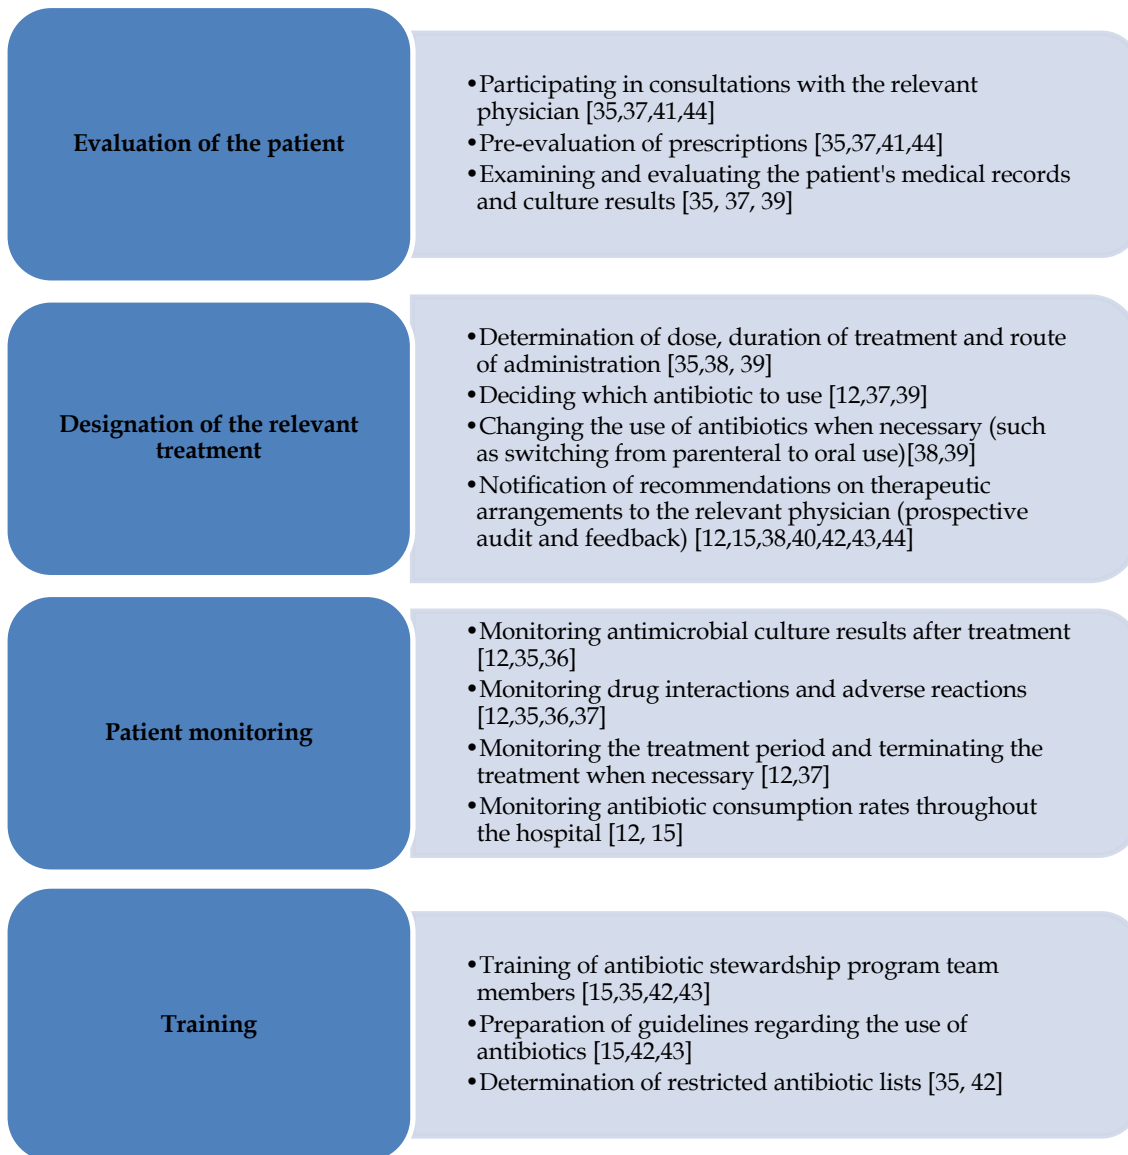 Evaluation of the patient
•Participating in consultations with the relevant
physician [35,37,41,44]
•Pre-evaluation of prescriptions [35,37,41,44]
•Examining and evaluating the patient's medical records
and culture results [35, 37, 39]
Designation of the relevant
treatment
•Determination of dose, duration of treatment and route
of administration [35,38, 39]
•Deciding which antibiotic to use [12,37,39]
•Changing the use of antibiotics when necessary (such
as switching from parenteral to oral use)[38,39]
•Notification of recommendations on therapeutic
arrangements to the relevant physician (prospective
audit and feedback) [12,15,38,40,42,43,44]
Patient monitoring
•Monitoring antimicrobial culture results after treatment
[12,35,36]
•Monitoring drug interactions and adverse reactions
[12,35,36,37]
•Monitoring the treatment period and terminating the
treatment when necessary [12,37]
•Monitoring antibiotic consumption rates throughout
the hospital [12, 15]
Training
•Training of antibiotic stewardship program team
members [15,35,42,43]
•Preparation of guidelines regarding the use of
antibiotics [15,42,43]
•Determination of restricted antibiotic lists [35, 42]